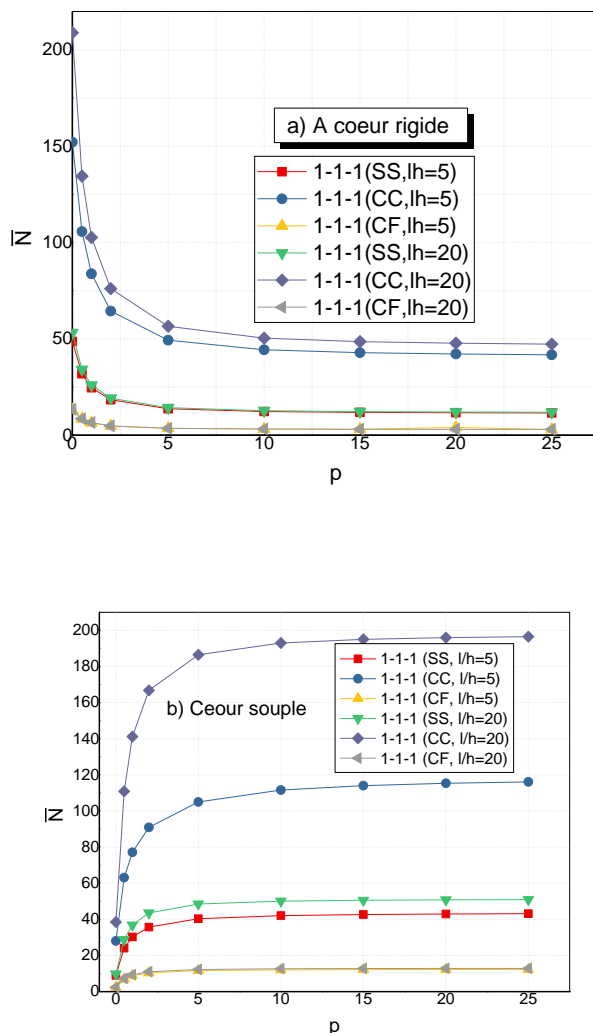 200
150
100
50
0
N̅
a) A coeur rigide
1-1-1(SS,lh=5)
1-1-1(CC,lh=5)
1-1-1(CF,lh=5)
1-1-1(SS,lh=20)
1-1-1(CC,lh=20)
1-1-1(CF,lh=20)
0 5 10 15 20 25
p
200
180
160
140
120
100
80
60
40
20
0
N̅
b) Ceour souple
1-1-1 (SS, l/h=5)
1-1-1 (CC, l/h=5)
1-1-1 (CF, l/h=5)
1-1-1 (SS, l/h=20)
1-1-1 (CC, l/h=20)
1-1-1 (CF, l/h=20)
0 5 10 15 20 25
p